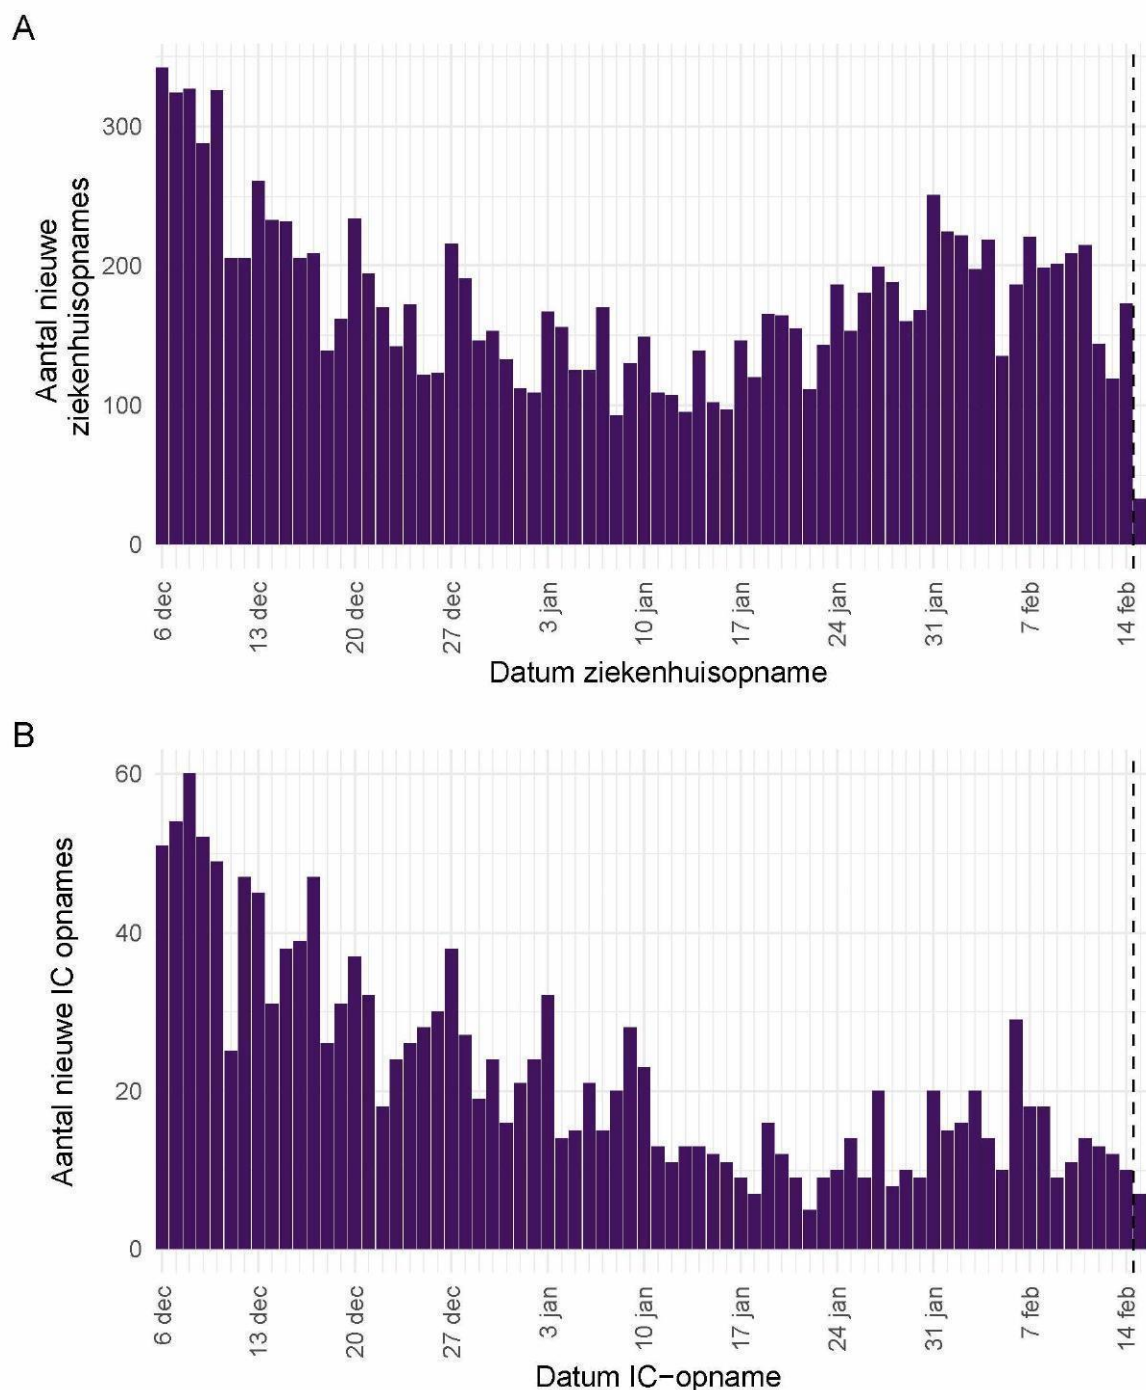 A
300
200
100
0
Aantal nieuwe
ziekenhuisopnames
6 dec
13 dec
20 dec
27 dec
3 jan
10 jan
17 jan
24 jan
31 jan
7 feb
14 feb
Datum ziekenhuisopname
B
60
40
20
0
Aantal nieuwe IC opnames
6 dec
13 dec
20 dec
27 dec
3 jan
10 jan
17 jan
24 jan
31 jan
7 feb
14 feb
Datum IC−opname